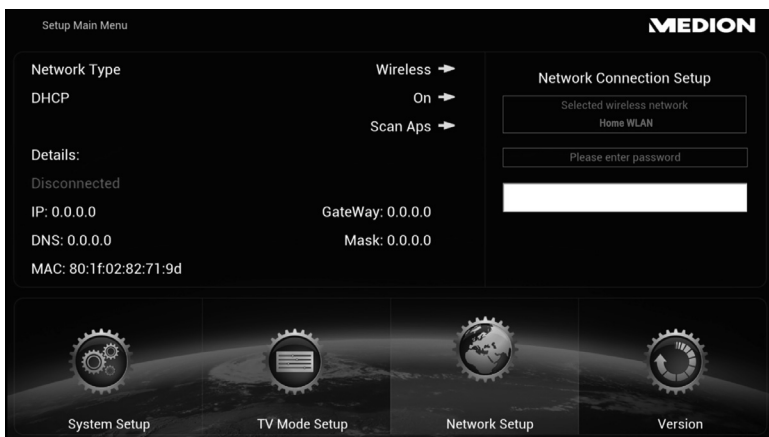 Setup Main Menu
MEDION
Network Type
Wireless
DHCP
On
Scan Aps
Details:
Disconnected
IP: 0.0.0.0
GateWay: 0.0.0.0
DNS: 0.0.0.0
Mask: 0.0.0.0
MAC: 80:1f:02:82:71:9d
Network Connection Setup
Selected wireless network
Home WLAN
Please enter password
System Setup
TV Mode Setup
Network Setup
Version